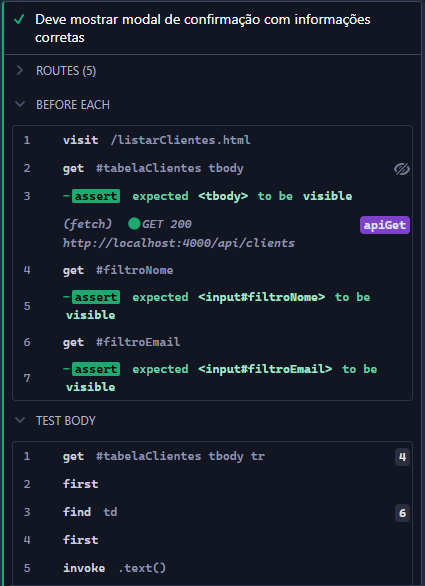 Deve mostrar modal de confirmação com informações
corretas
ROUTES (5)
BEFORE EACH
1 visit /listarClientes.html
2 get #tabelaClientes tbody
3 -assert expected <tbody> to be visible
(fetch) GET 200 apiGet
http://localhost:4000/api/clients
4 get #filtroNome
5 -assert expected <input#filtroNome> to be
visible
6 get #filtroEmail
7 -assert expected <input#filtroEmail> to be
visible
TEST BODY
1 get #tabelaClientes tbody tr 4
2 first
3 find td 6
4 first
5 invoke .text()